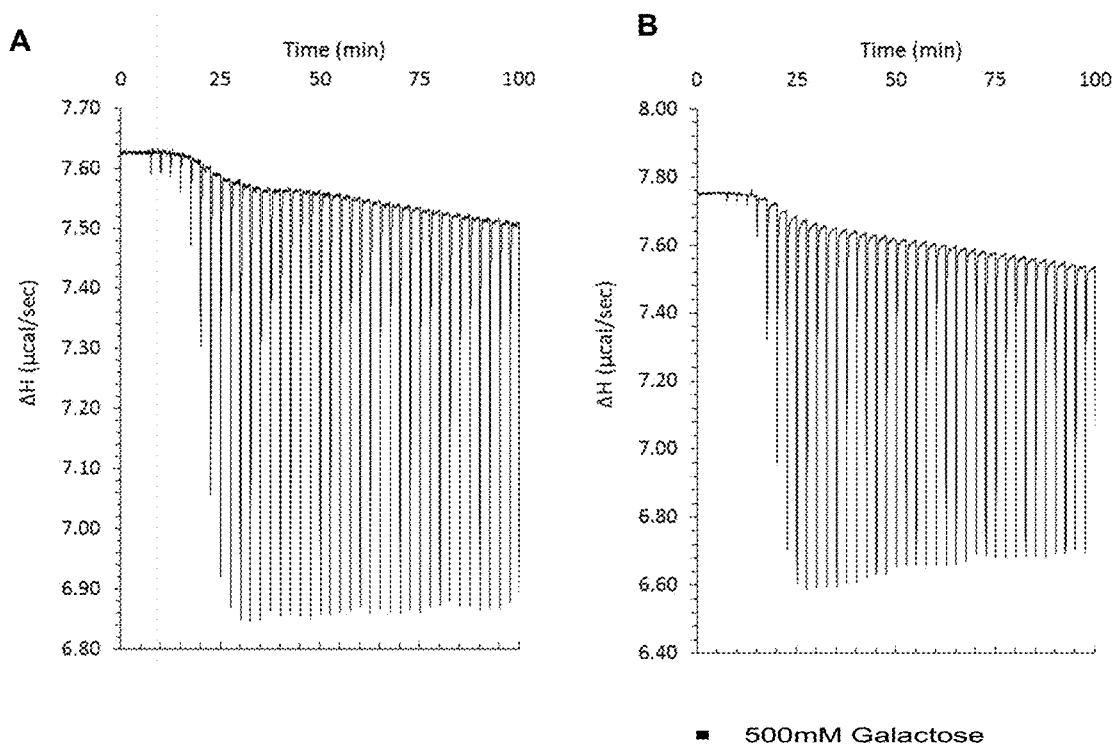 A
Time (min)
0 25 50 75 100
7.70
7.60
7.50
7.40
7.30
7.20
7.10
7.00
6.90
6.80
ΔH (µcal/sec)
B
Time (min)
0 25 50 75 100
8.00
7.80
7.60
7.40
7.20
7.00
6.80
6.60
6.40
ΔH (µcal/sec)
500mM Galactose